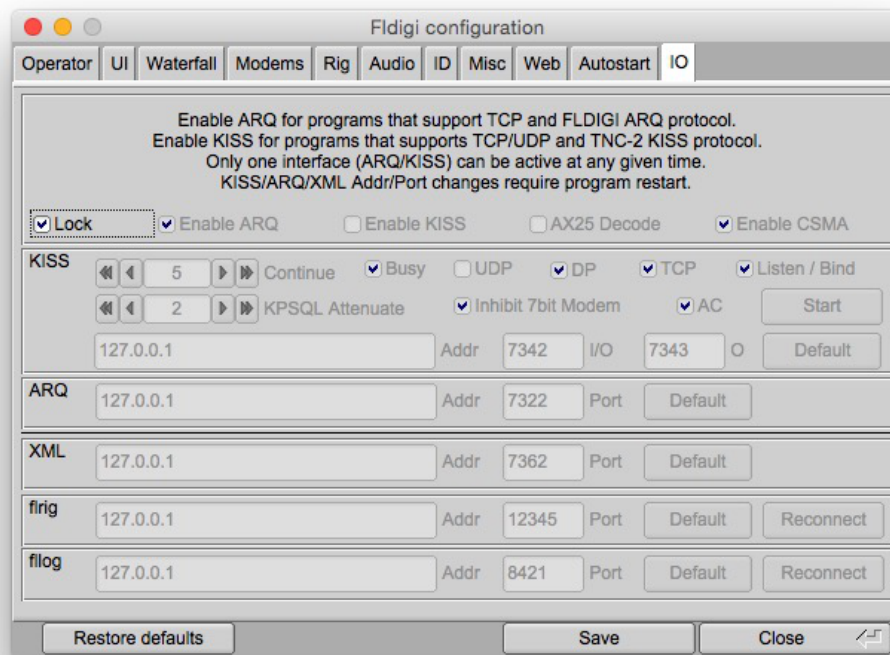 Fldigi configuration
Operator UI Waterfall Modems Rig Audio ID Misc Web Autostart IO
Enable ARQ for programs that support TCP and FLDIGI ARQ protocol.
Enable KISS for programs that supports TCP/UDP and TNC-2 KISS protocol.
Only one interface (ARQ/KISS) can be active at any given time.
KISS/ARQ/XML Addr/Port changes require program restart.
Lock Enable ARQ Enable KISS AX25 Decode Enable CSMA
KISS 5 Continue Busy UDP DP TCP Listen / Bind
2 KPSQL Attenuate Inhibit 7bit Modem AC Start
127.0.0.1 Addr 7342 I/O 7343 O Default
ARQ 127.0.0.1 Addr 7322 Port Default
XML 127.0.0.1 Addr 7362 Port Default
flrig 127.0.0.1 Addr 12345 Port Default Reconnect
fllog 127.0.0.1 Addr 8421 Port Default Reconnect
Restore defaults Save Close